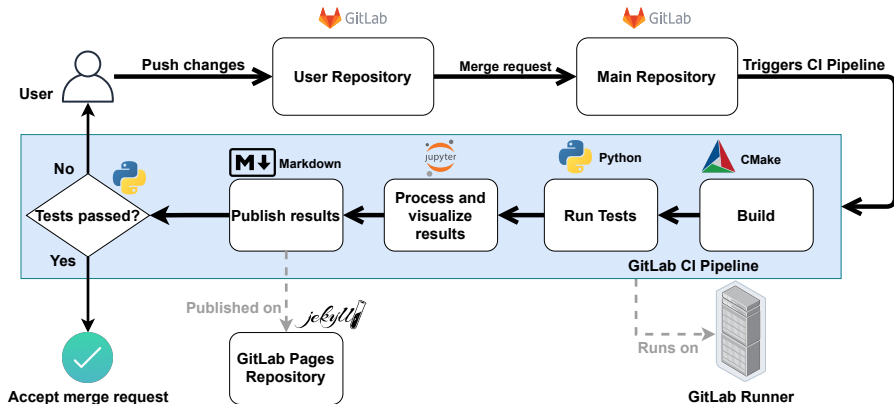 GitLab
GitLab
Push changes
User Repository
Merge request
Main Repository
Triggers CI Pipeline
User
No
Markdown
jupyter
Python
CMake
Tests passed?
Publish results
Process and
visualize
results
Run Tests
Build
Yes
GitLab CI Pipeline
Published on
jekyll
Runs on
GitLab Pages
Repository
Accept merge request
GitLab Runner